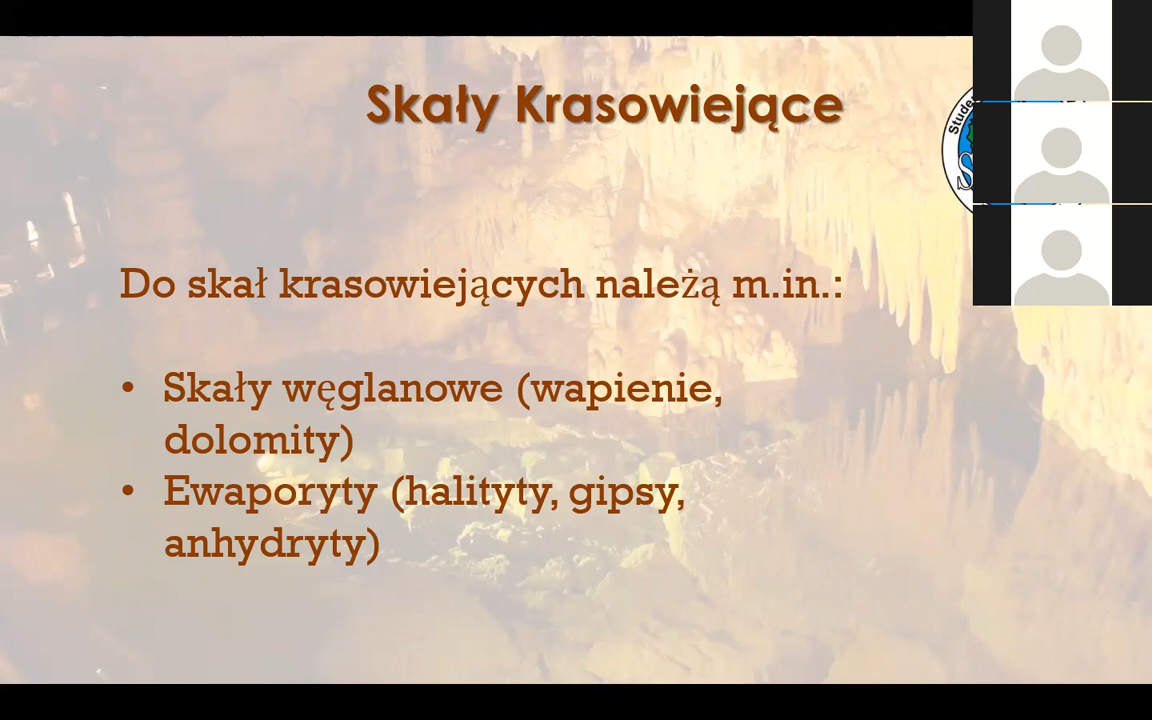 Skały Krasowiejące
Do skał krasowiejących należą m.in.:
• Skały węglanowe (wapienie,
dolomity)
• Ewaporyty (halityty, gipsy,
anhydryty)